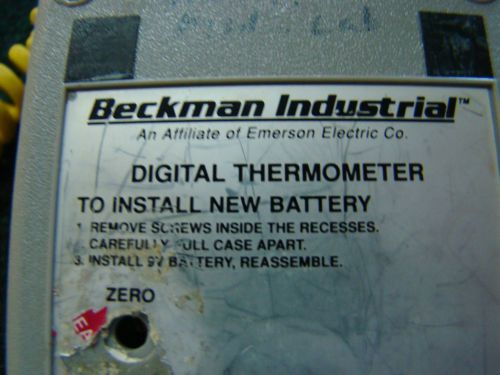 Beckman Industrial™
An Affiliate of Emerson Electric Co.
DIGITAL THERMOMETER
TO INSTALL NEW BATTERY
1. REMOVE SCREWS INSIDE THE RECESSES.
CAREFULLY PULL CASE APART.
3. INSTALL 9V BATTERY, REASSEMBLE.
ZERO